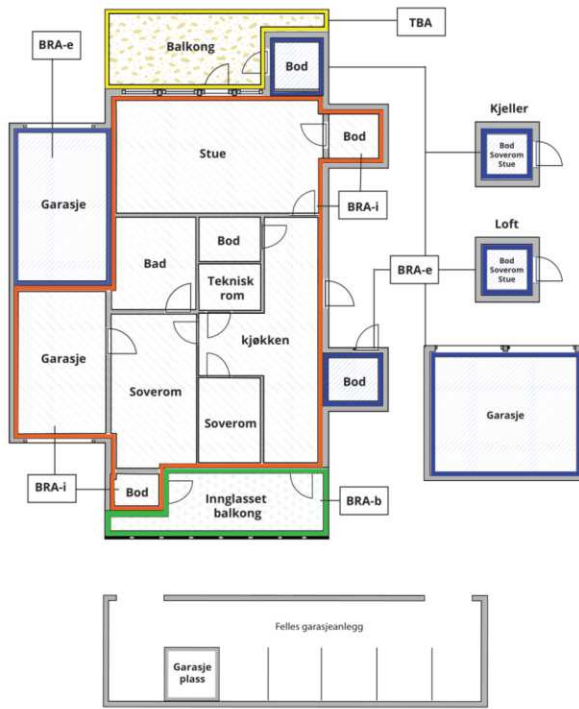 TBA
BRA-e
Balkong
Bod
Kjeller
Bod
Soverom
Stue
Stue
Bod
Garasje
BRA-i
Loft
Bod
Soverom
Stue
BRA-e
Bad
Bod
Teknisk
rom
kjøkken
Garasje
Soverom
Soverom
Bod
Garasje
BRA-i
Bod
Innglasset
balkong
BRA-b
Felles garasjeanlegg
Garasje
plass